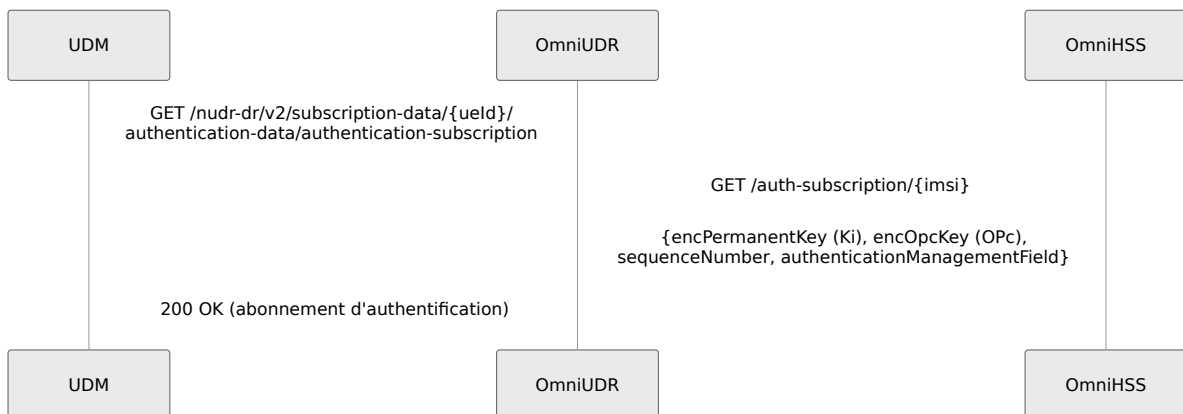 UDM
OmniUDR
OmniHSS
GET /nudr-dr/v2/subscription-data/{ueId}/
authentication-data/authentication-subscription
GET /auth-subscription/{imsi}
{encPermanentKey (Ki), encOpcKey (OPc),
sequenceNumber, authenticationManagementField}
200 OK (abonnement d'authentification)
UDM
OmniUDR
OmniHSS